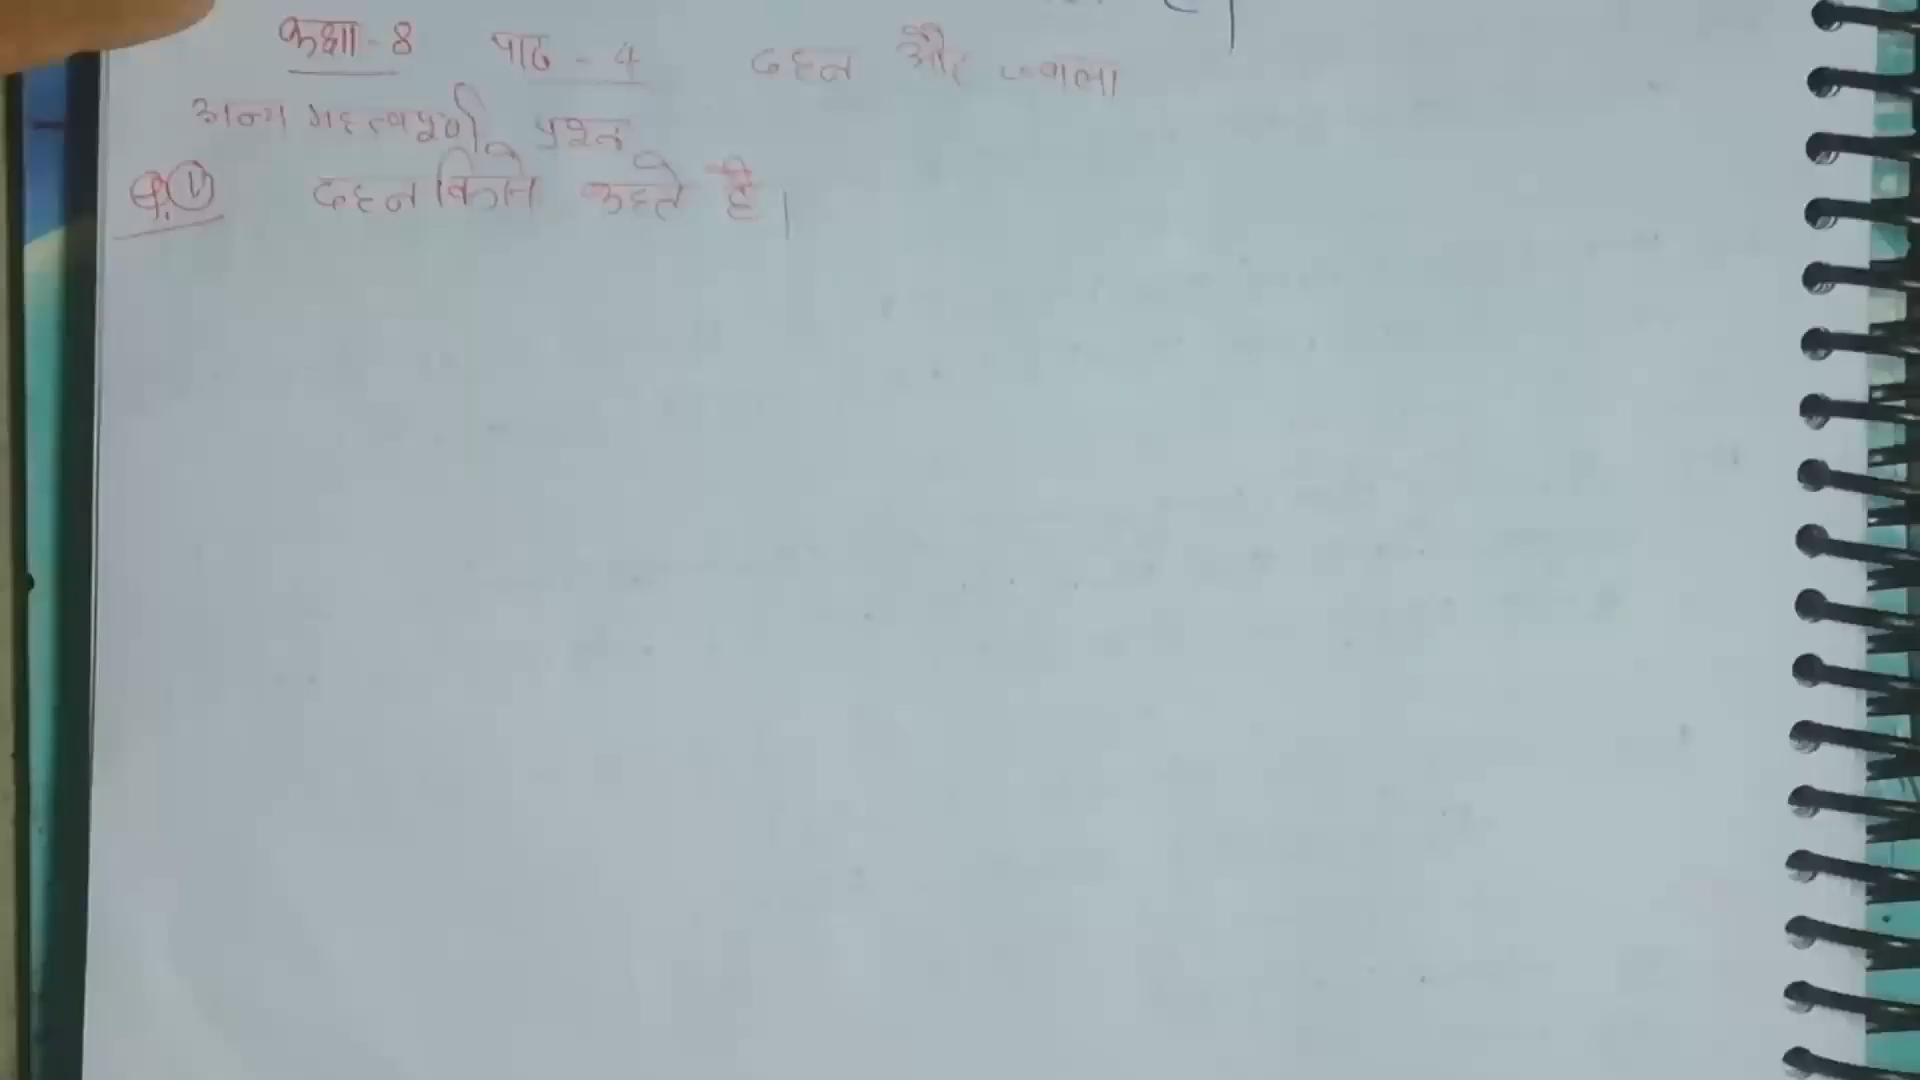 कक्षा - 8 पाठ - 4 दहन और ज्वाला
अन्य महत्वपूर्ण प्रश्न
प्र.① दहन किसे कहते है।